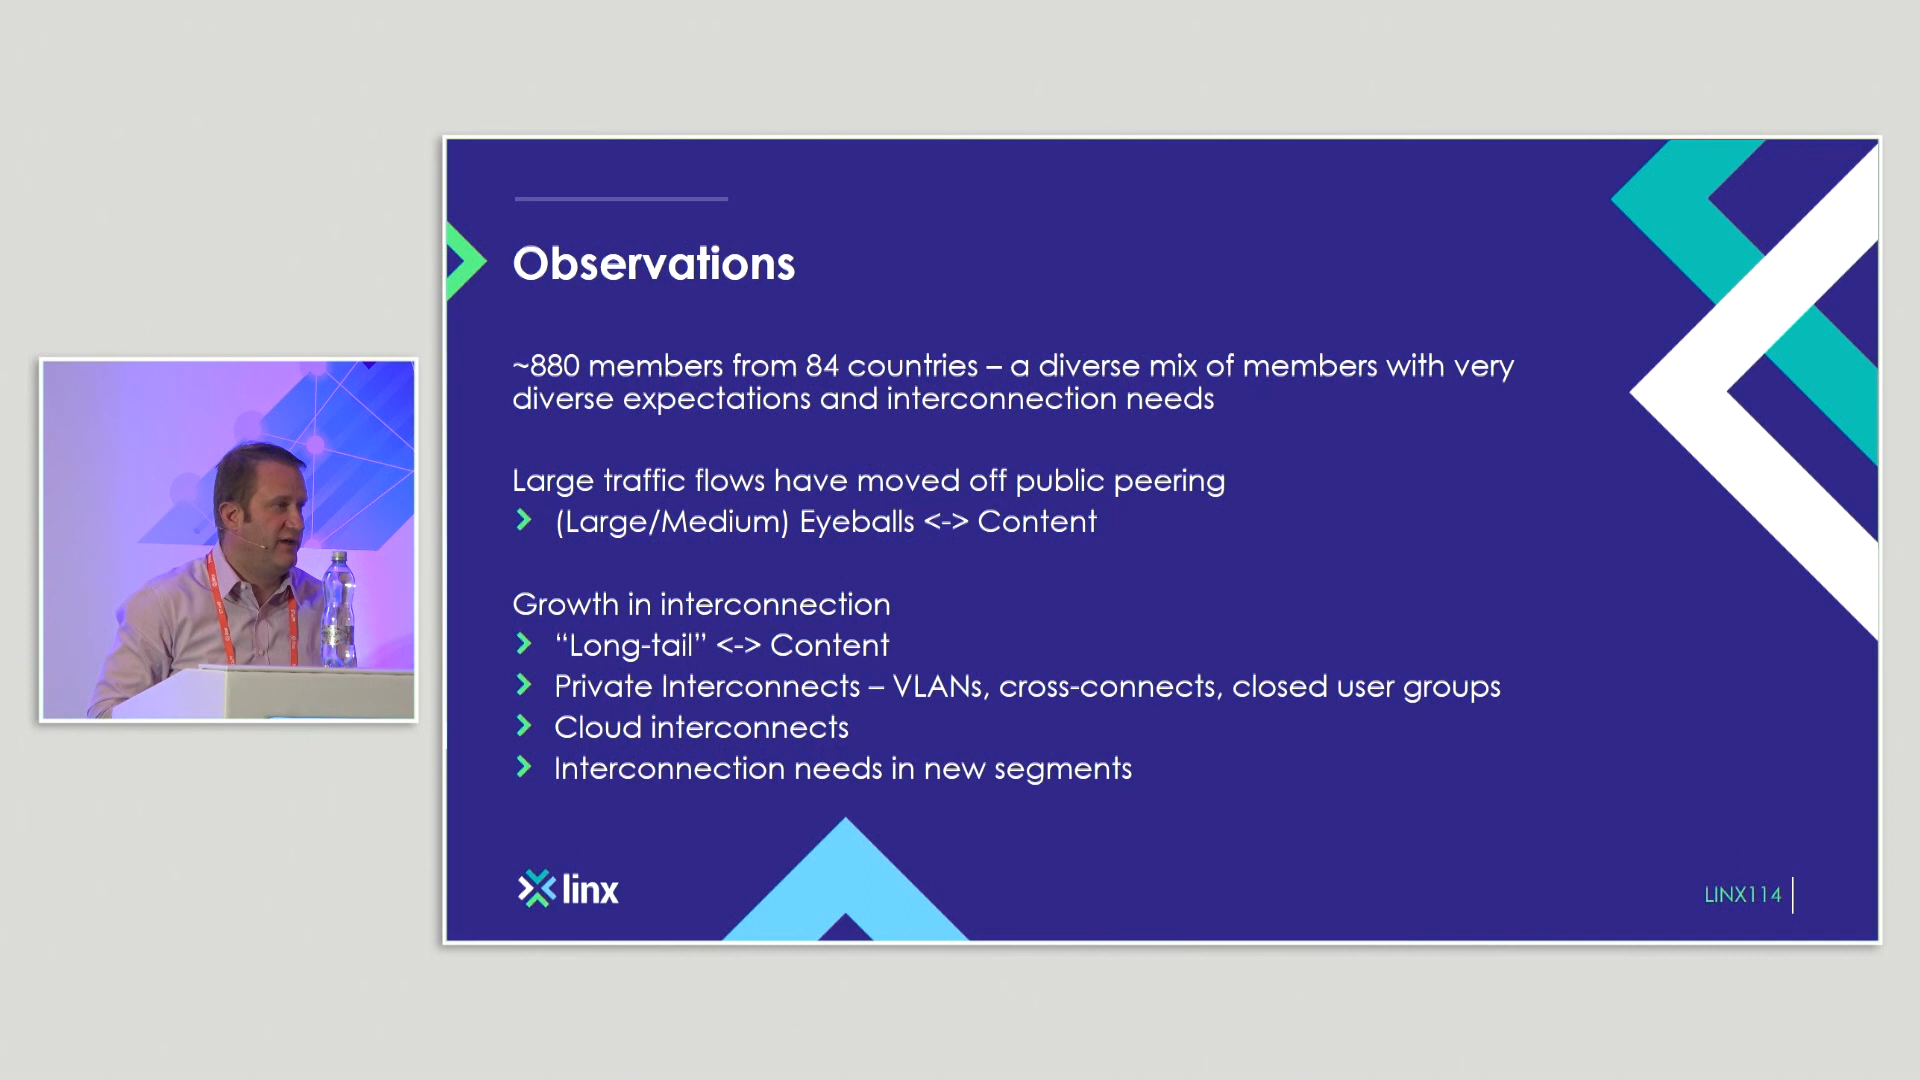 Observations
~880 members from 84 countries – a diverse mix of members with very
diverse expectations and interconnection needs
Large traffic flows have moved off public peering
(Large/Medium) Eyeballs <-> Content
Growth in interconnection
“Long-tail” <-> Content
Private Interconnects – VLANs, cross-connects, closed user groups
Cloud interconnects
Interconnection needs in new segments
linx
LINX114